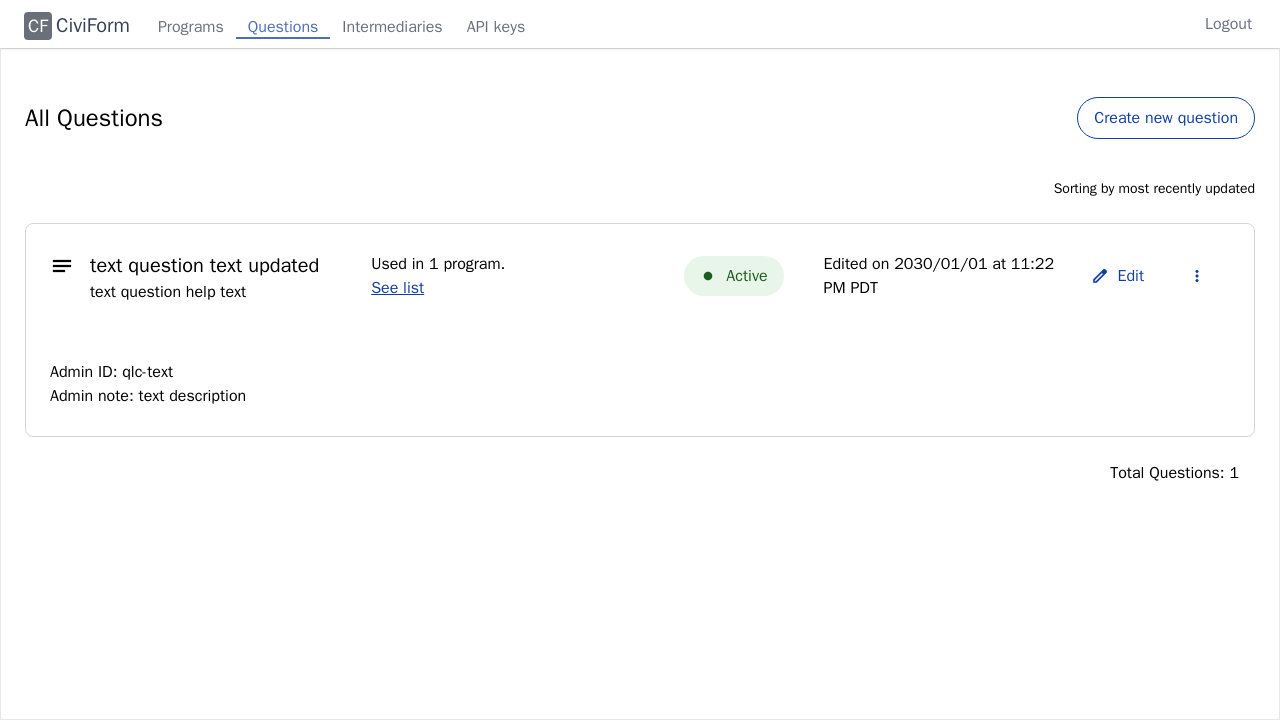 CF CiviForm Programs Questions Intermediaries API keys Logout
All Questions
Create new question
Sorting by most recently updated
text question text updated
text question help text
Used in 1 program.
See list
Active
Edited on 2030/01/01 at 11:22
PM PDT
Edit
Admin ID: qlc-text
Admin note: text description
Total Questions: 1